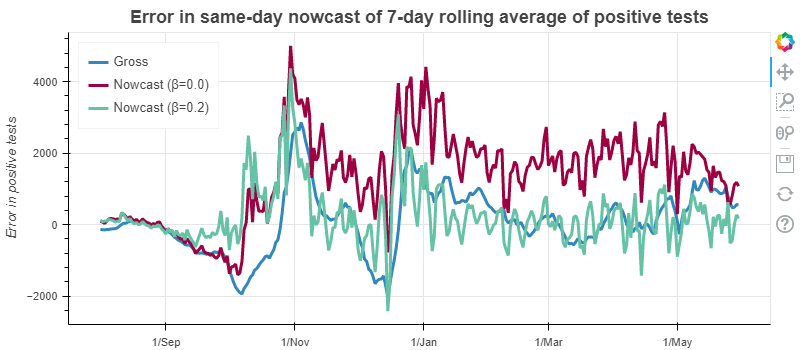 Error in same-day nowcast of 7-day rolling average of positive tests
Gross
Nowcast (β=0.0)
Nowcast (β=0.2)
Error in positive tests
4000
2000
0
−2000
1/Sep
1/Nov
1/Jan
1/Mar
1/May